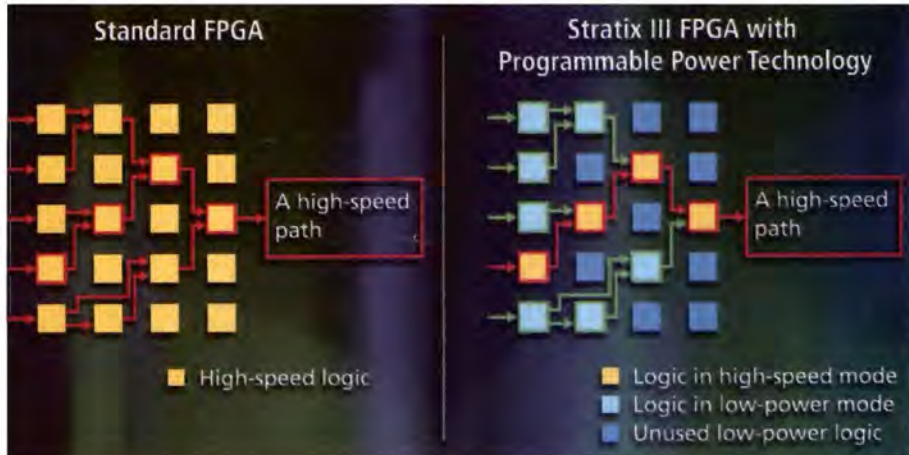 Standard FPGA
A high-speed
path
High-speed logic
Stratix III FPGA with
Programmable Power Technology
A high-speed
path
Logic in high-speed mode
Logic in low-power mode
Unused low-power logic